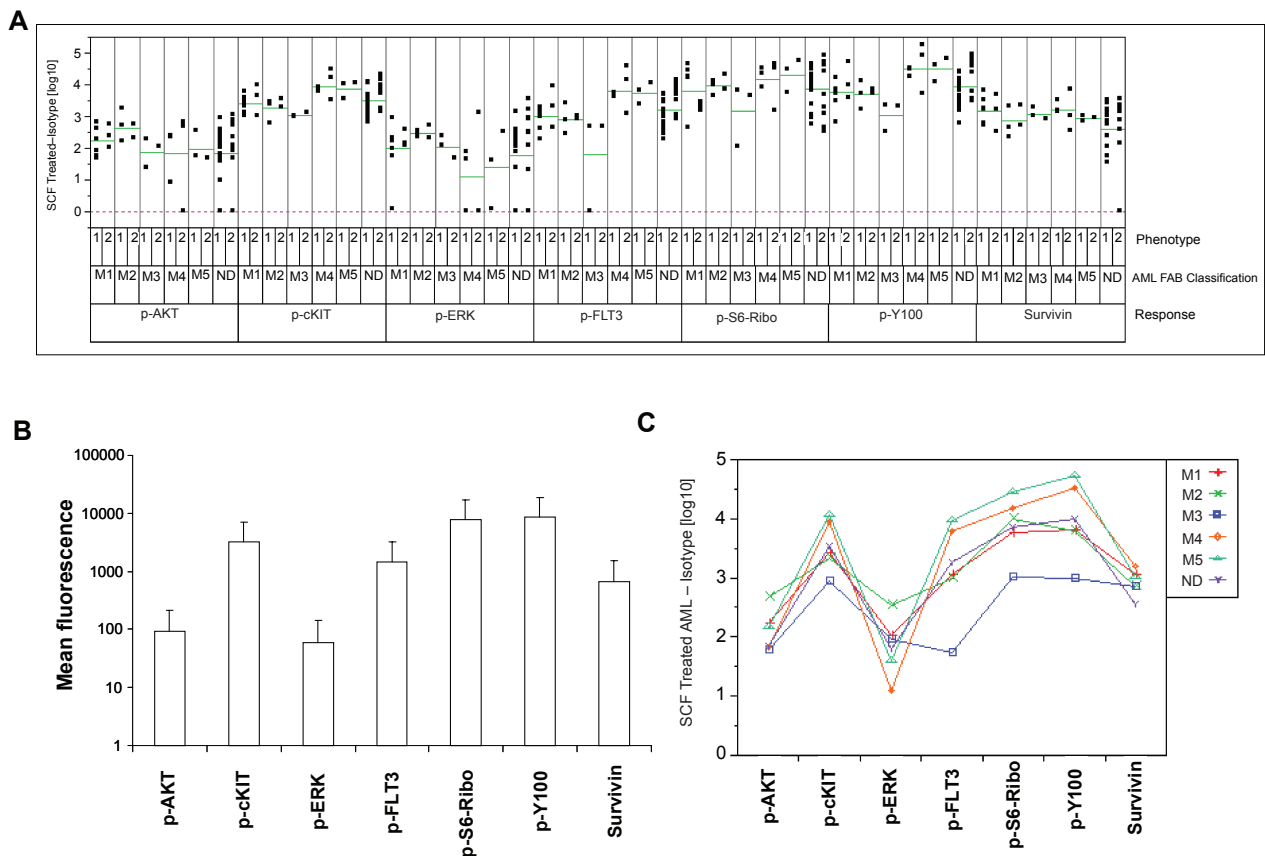 A
SCF Treated–Isotype [log10]
5
4
3
2
1
0
1 2 1 2 1 2 1 2 1 2 1 2 1 2 1 2 1 2 1 2 1 2 1 2 1 2 1 2 1 2 1 2 1 2 1 2 1 2 1 2 1 2 1 2 1 2 1 2 1 2 1 2 1 2 1 2 1 2 1 2 1 2 1 2 1 2 1 2 1 2 1 2 1 2 1 2 1 2 1 2 1 2 1 2 Phenotype
M1 M2 M3 M4 M5 ND M1 M2 M3 M4 M5 ND M1 M2 M3 M4 M5 ND M1 M2 M3 M4 M5 ND M1 M2 M3 M4 M5 ND M1 M2 M3 M4 M5 ND M1 M2 M3 M4 M5 ND AML FAB Classification
p-AKT p-cKIT p-ERK p-FLT3 p-S6-Ribo p-Y100 Survivin Response
B
Mean fluorescence
100000
10000
1000
100
10
1
p-AKT
p-cKIT
p-ERK
p-FLT3
p-S6-Ribo
p-Y100
Survivin
C
SCF Treated AML – Isotype [log10]
5
4
3
2
1
0
p-AKT
p-cKIT
p-ERK
p-FLT3
p-S6-Ribo
p-Y100
Survivin
M1
M2
M3
M4
M5
ND